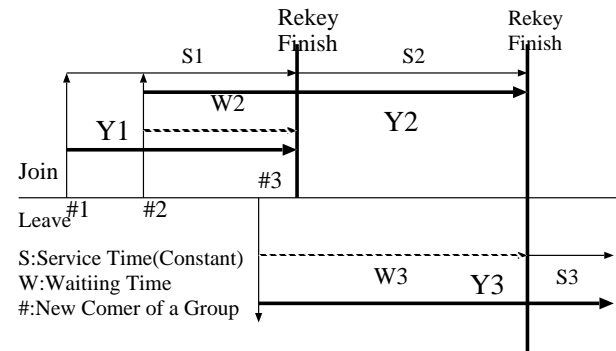 Rekey
Finish
Rekey
Finish
S1
S2
W2
Y1
Y2
Join
#3
#1
#2
Leave
S:Service Time(Constant)
W:Waitiing Time
#:New Comer of a Group
W3
Y3
S3